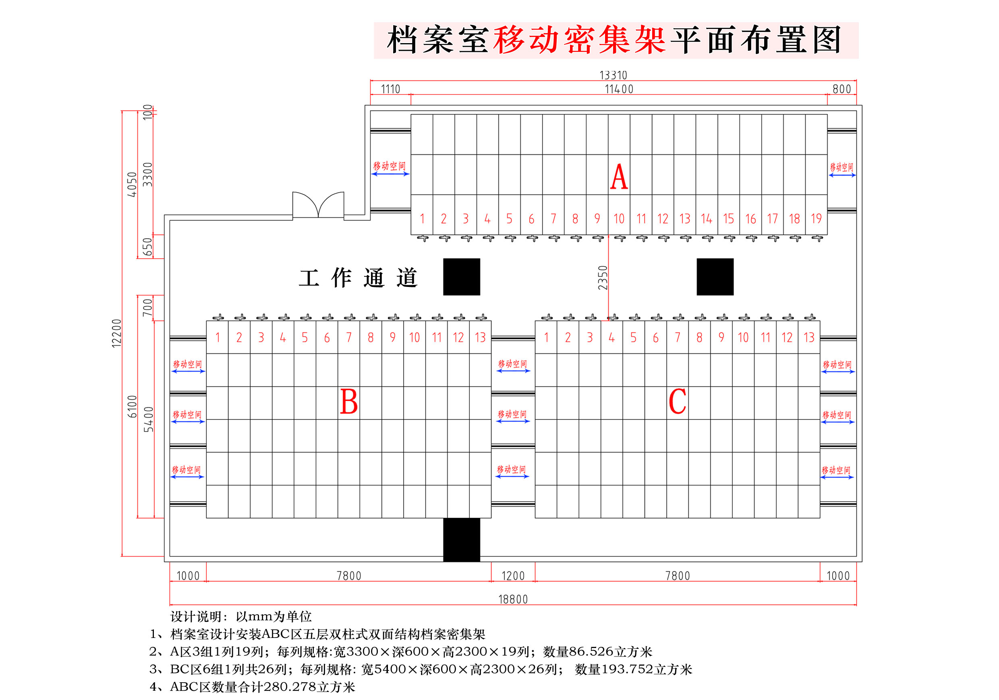 档案室移动密集架平面布置图
13310
1110 11400 800
100
3300
4050
650
移动空间 A 移动空间
1 2 3 4 5 6 7 8 9 10 11 12 13 14 15 16 17 18 19
工作通道
2350
700
12200
6100
5400
1 2 3 4 5 6 7 8 9 10 11 12 13 1 2 3 4 5 6 7 8 9 10 11 12 13
移动空间 移动空间 移动空间
B C
移动空间 移动空间 移动空间
移动空间 移动空间 移动空间
1000 7800 1200 7800 1000
18800
设计说明：以mm为单位
1、档案室设计安装ABC区五层双柱式双面结构档案密集架
2、A区3组1列19列；每列规格:宽3300×深600×高2300×19列；数量86.526立方米
3、BC区6组1列共26列；每列规格: 宽5400×深600×高2300×26列； 数量193.752立方米
4、ABC区数量合计280.278立方米